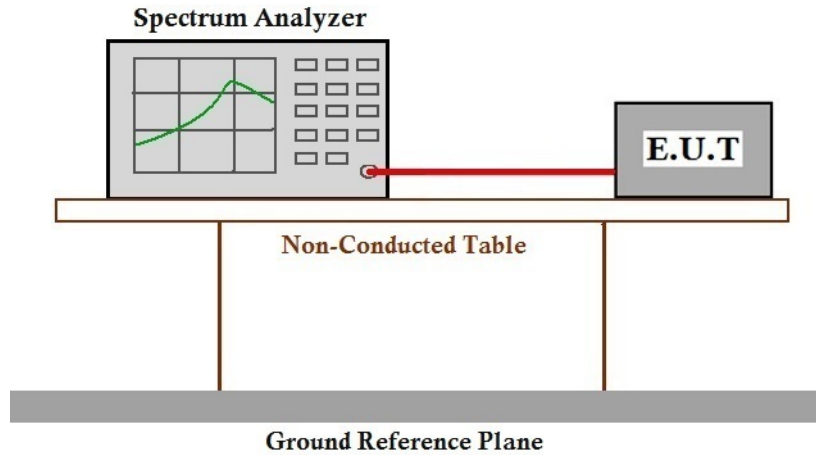 Spectrum Analyzer
E.U.T
Non-Conducted Table
Ground Reference Plane